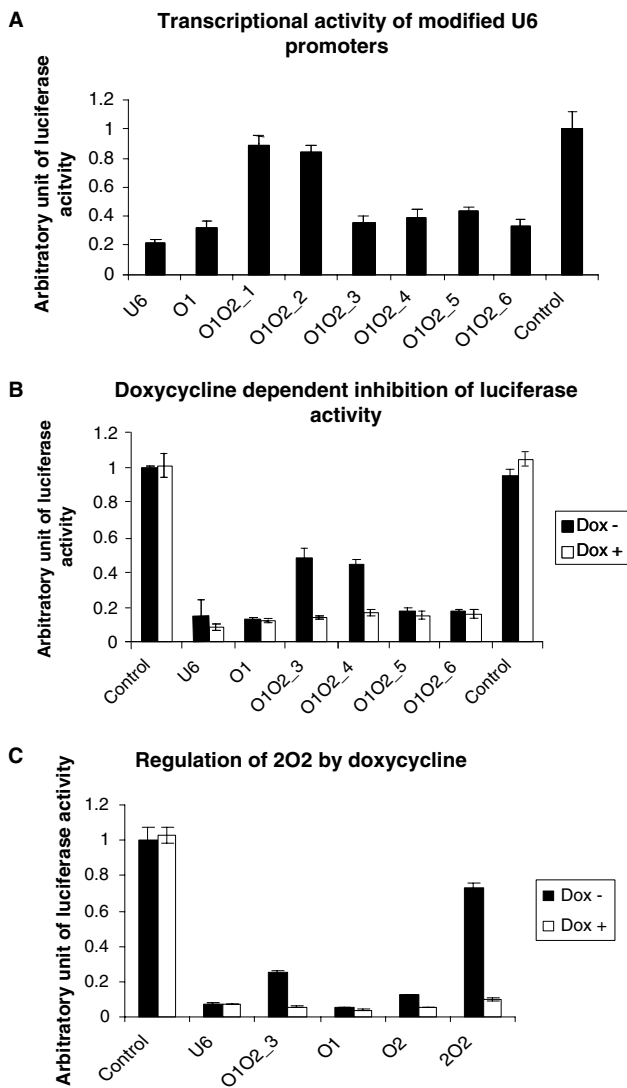 A
Transcriptional activity of modified U6
promoters
Arbitratory unit of luciferase
acitvity
1.2
1
0.8
0.6
0.4
0.2
0
U6
O1
O1O2_1
O1O2_2
O1O2_3
O1O2_4
O1O2_5
O1O2_6
Control
B
Doxycycline dependent inhibition of luciferase
activity
Arbitratory unit of luciferase
activity
1.2
1
0.8
0.6
0.4
0.2
0
Control
U6
O1
O1O2_3
O1O2_4
O1O2_5
O1O2_6
Control
Dox -
Dox +
C
Regulation of 2O2 by doxycycline
Arbitratory unit of luciferase activity
1.2
1
0.8
0.6
0.4
0.2
0
Control
U6
O1O2_3
O1
O2
2O2
Dox -
Dox +